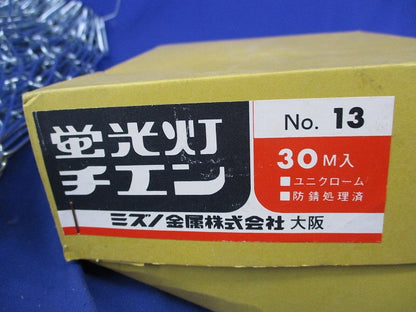 蛍光灯
チエン
No. 13
30M入
■ユニクローム
■防錆処理済
ミズノ金属株式会社 大阪